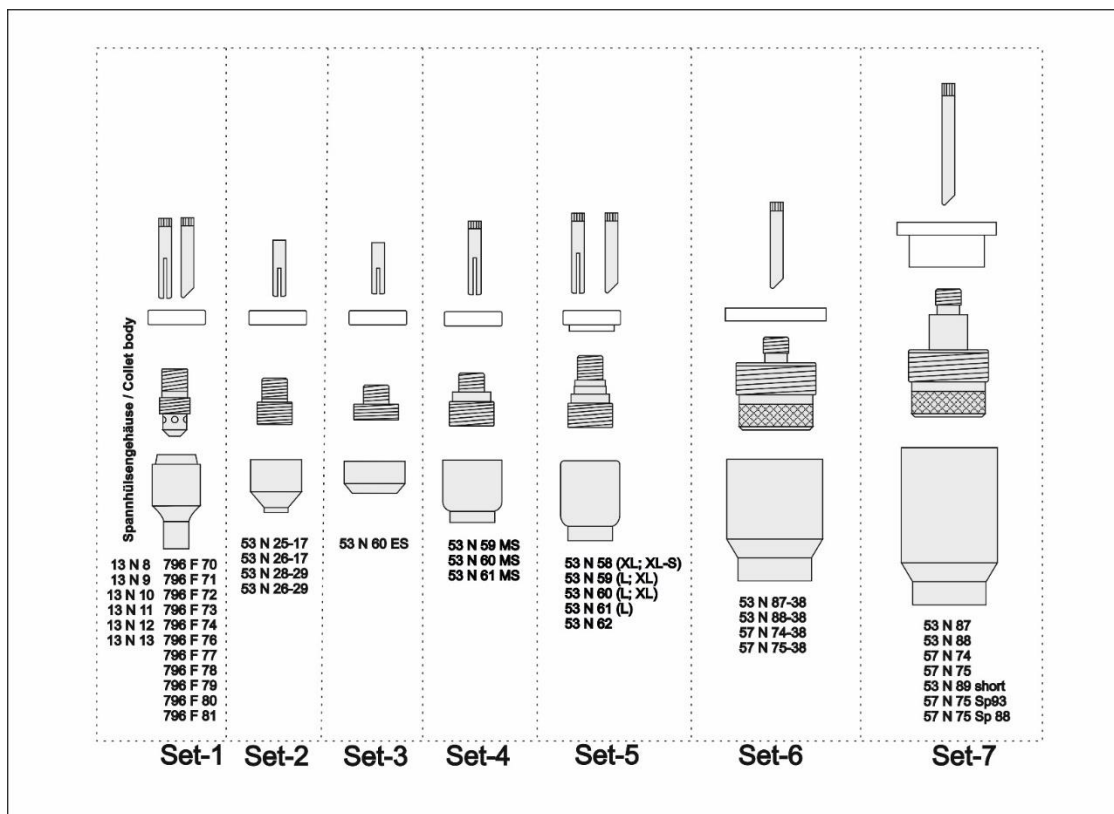 Spannhülsengehäuse / Collet body
13 N 8 796 F 70
13 N 9 796 F 71
13 N 10 796 F 72
13 N 11 796 F 73
13 N 12 796 F 74
13 N 13 796 F 76
796 F 77
796 F 78
796 F 79
796 F 80
796 F 81
Set-1
53 N 25-17
53 N 26-17
53 N 28-29
53 N 26-29
Set-2
53 N 60 ES
Set-3
53 N 59 MS
53 N 60 MS
53 N 61 MS
Set-4
53 N 58 (XL; XL-S)
53 N 59 (L; XL)
53 N 60 (L; XL)
53 N 61 (L)
53 N 62
Set-5
53 N 87-38
53 N 88-38
57 N 74-38
57 N 75-38
Set-6
53 N 87
53 N 88
57 N 74
57 N 75
53 N 89 short
57 N 75 Sp93
57 N 75 Sp 88
Set-7